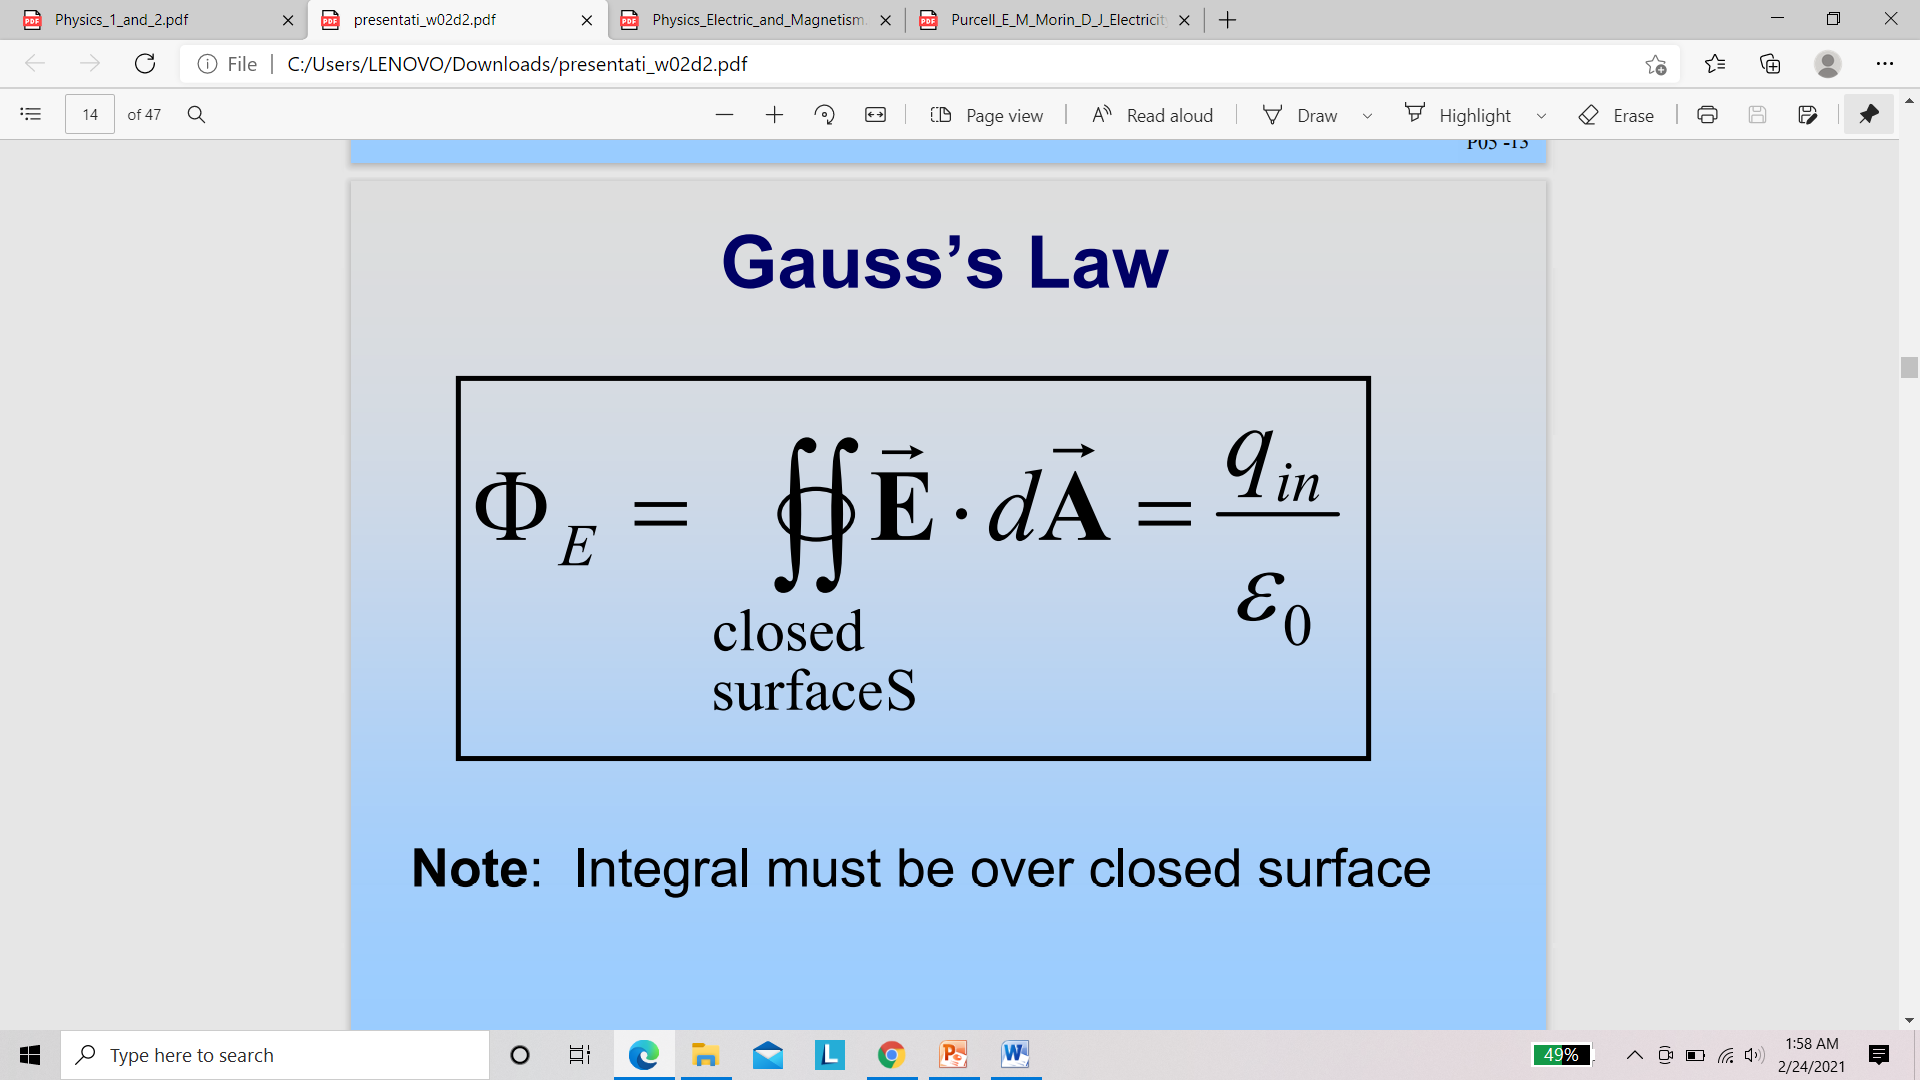 Physics_1_and_2.pdf
presentati_w02d2.pdf
Physics_Electric_and_Magnetism.
Purcell_E_M_Morin_D_J_Electricit
File
C:/Users/LENOVO/Downloads/presentati_w02d2.pdf
14 of 47
Page view
Read aloud
Draw
Highlight
Erase
P05 -13
Gauss’s Law
Φ_E = ∯ E⃗ · dA⃗ = q_in / ε_0
closed
surfaceS
Note: Integral must be over closed surface
Type here to search
49%
1:58 AM
2/24/2021